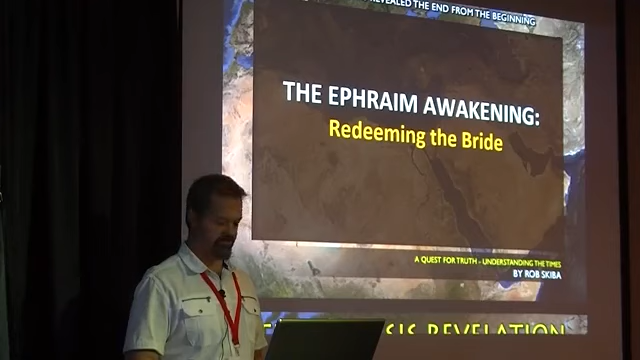 REVEALED THE END FROM THE BEGINNING
THE EPHRAIM AWAKENING:
Redeeming the Bride
A QUEST FOR TRUTH - UNDERSTANDING THE TIMES
BY ROB SKIBA
REVELATION